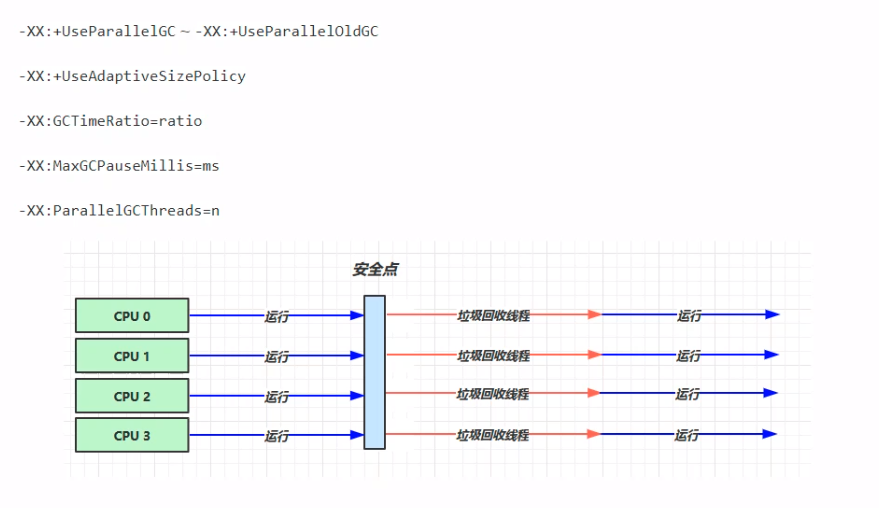 -XX:+UseParallelGC ~ -XX:+UseParallelOldGC
-XX:+UseAdaptiveSizePolicy
-XX:GCTimeRatio=ratio
-XX:MaxGCPauseMillis=ms
-XX:ParallelGCThreads=n
安全点
CPU 0 运行 垃圾回收线程 运行
CPU 1 运行 垃圾回收线程 运行
CPU 2 运行 垃圾回收线程 运行
CPU 3 运行 垃圾回收线程 运行